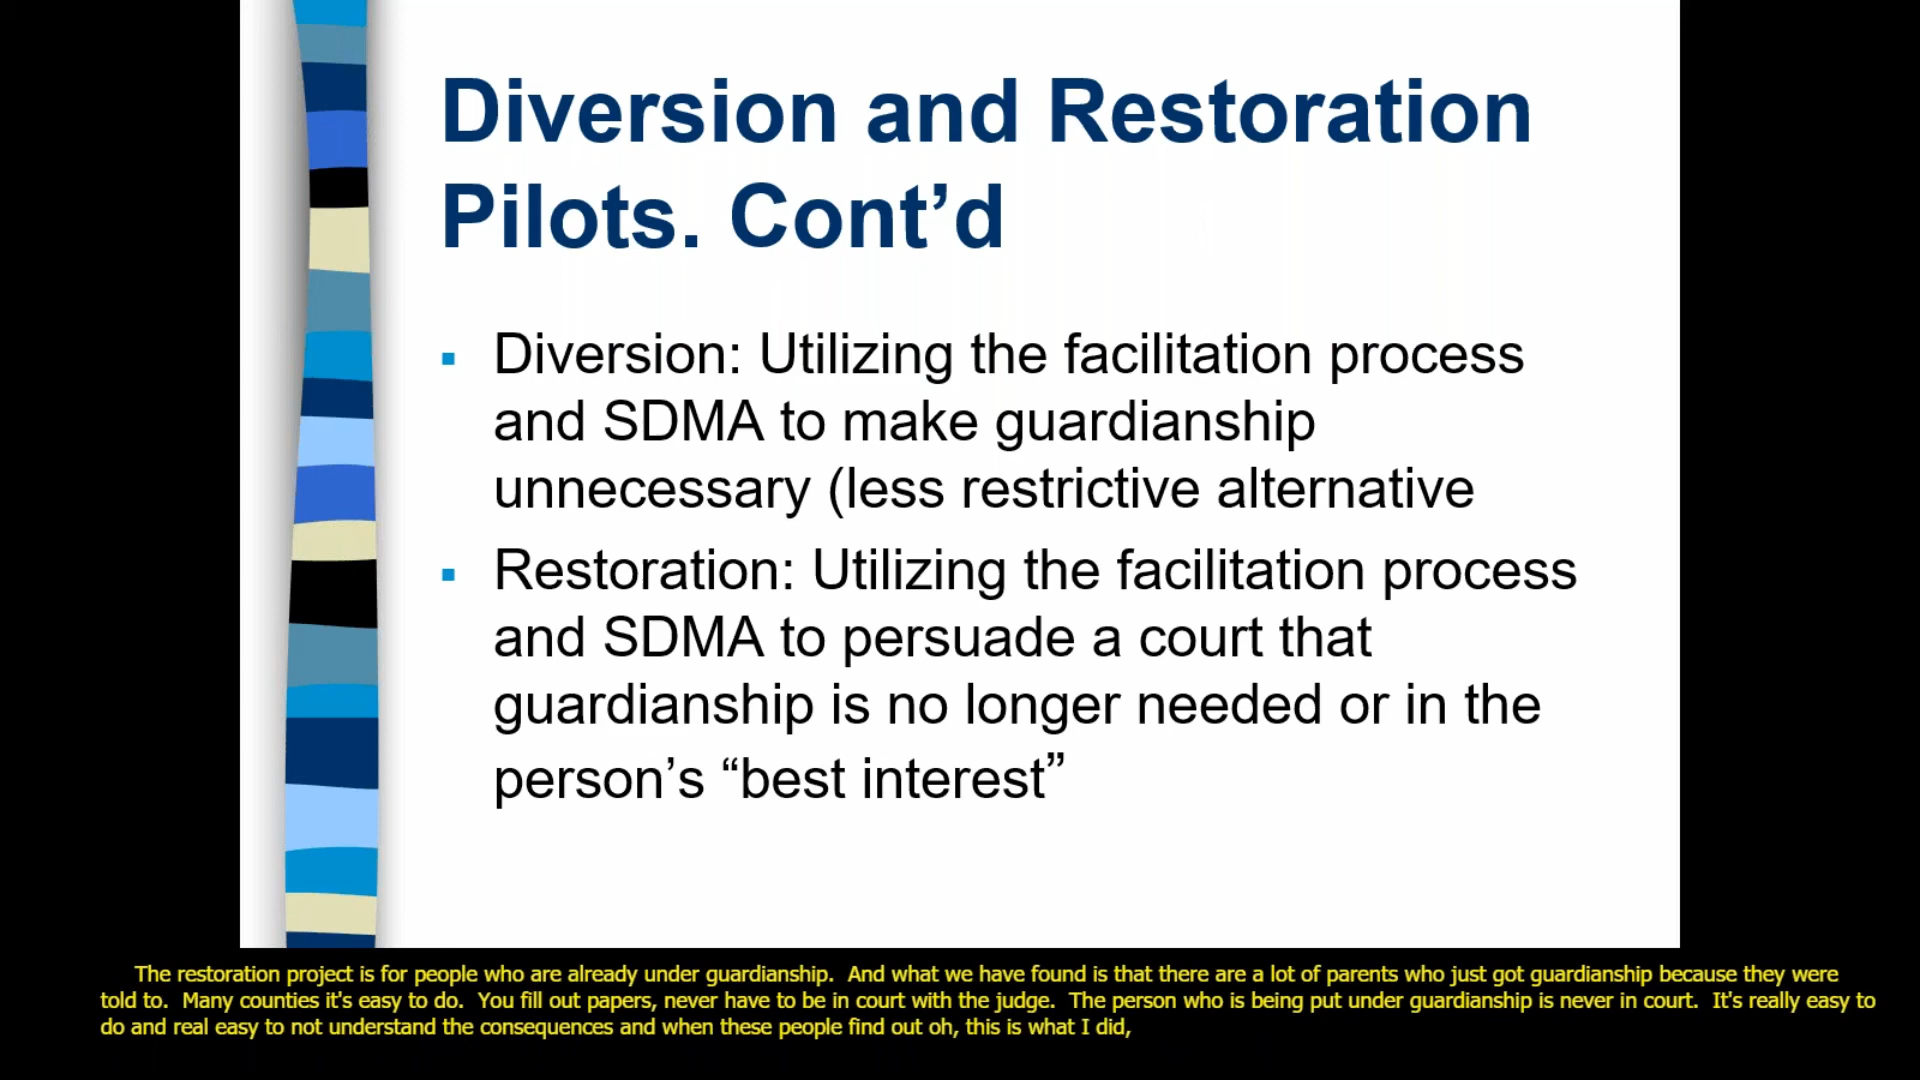 Diversion and Restoration
Pilots. Cont’d
▪ Diversion: Utilizing the facilitation process
and SDMA to make guardianship
unnecessary (less restrictive alternative
▪ Restoration: Utilizing the facilitation process
and SDMA to persuade a court that
guardianship is no longer needed or in the
person’s “best interest”
The restoration project is for people who are already under guardianship.  And what we have found is that there are a lot of parents who just got guardianship because they were
told to.  Many counties it's easy to do.  You fill out papers, never have to be in court with the judge.  The person who is being put under guardianship is never in court.  It's really easy to
do and real easy to not understand the consequences and when these people find out oh, this is what I did,